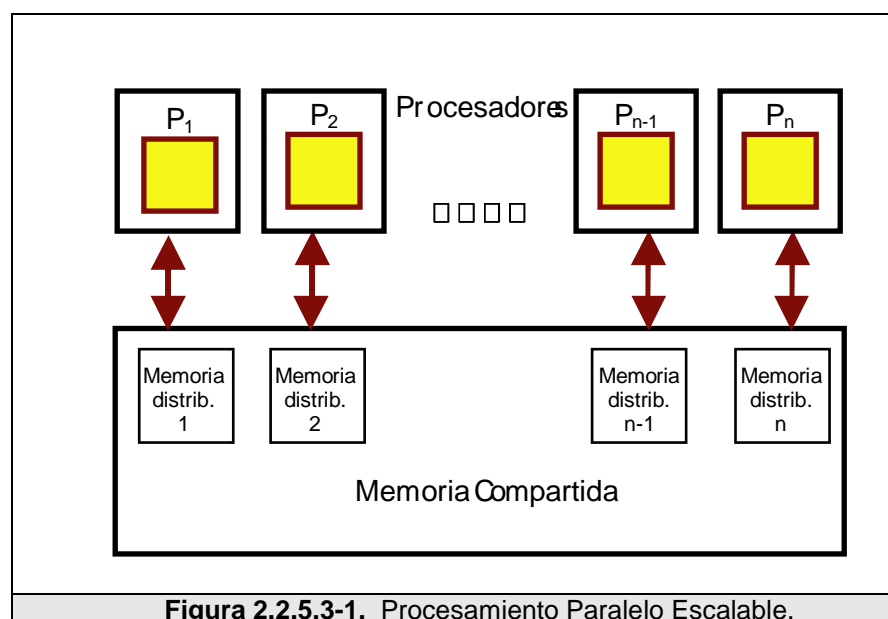 P1
P2
Procesadores
Pn-1
Pn
Memoria
distrib.
1
Memoria
distrib.
2
Memoria
distrib.
n-1
Memoria
distrib.
n
Memoria Compartida
Figura 2.2.5.3-1. Procesamiento Paralelo Escalable.